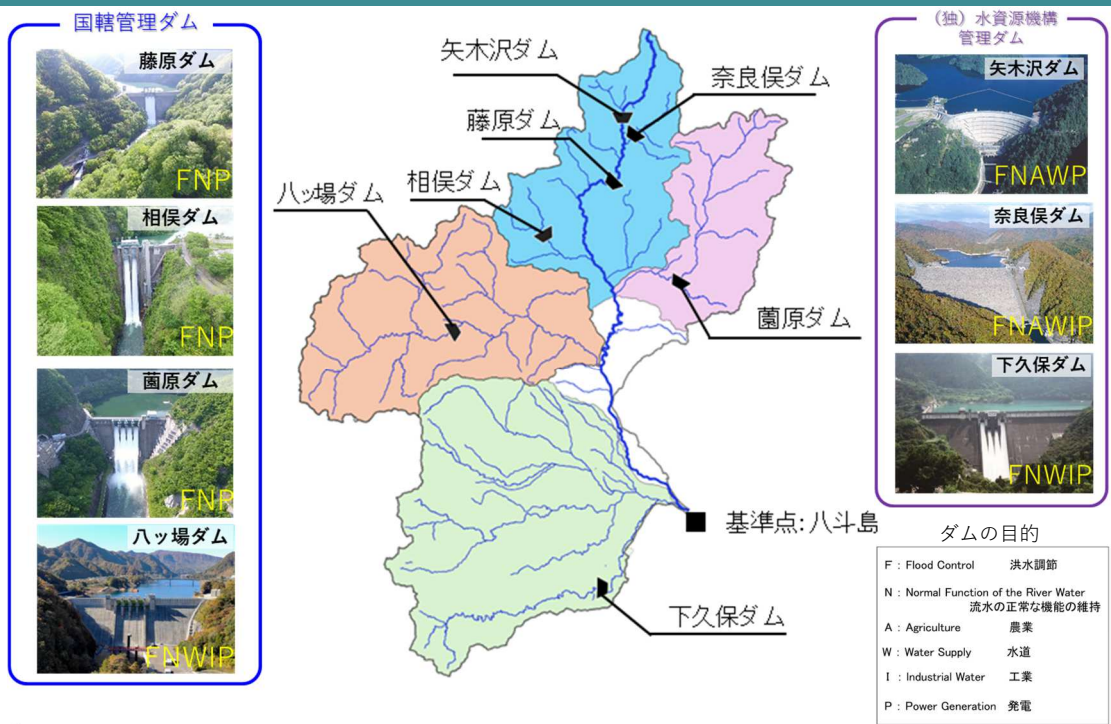 国轄管理ダム
藤原ダム
FNP
相俣ダム
FNP
薗原ダム
FNP
八ッ場ダム
FNWIP
矢木沢ダム
奈良俣ダム
藤原ダム
相俣ダム
八ッ場ダム
薗原ダム
基準点:八斗島
下久保ダム
(独)水資源機構
管理ダム
矢木沢ダム
FNAWP
奈良俣ダム
FNAWIP
下久保ダム
FNWIP
ダムの目的
F : Flood Control 洪水調節
N : Normal Function of the River Water
流水の正常な機能の維持
A : Agriculture 農業
W : Water Supply 水道
I : Industrial Water 工業
P : Power Generation 発電